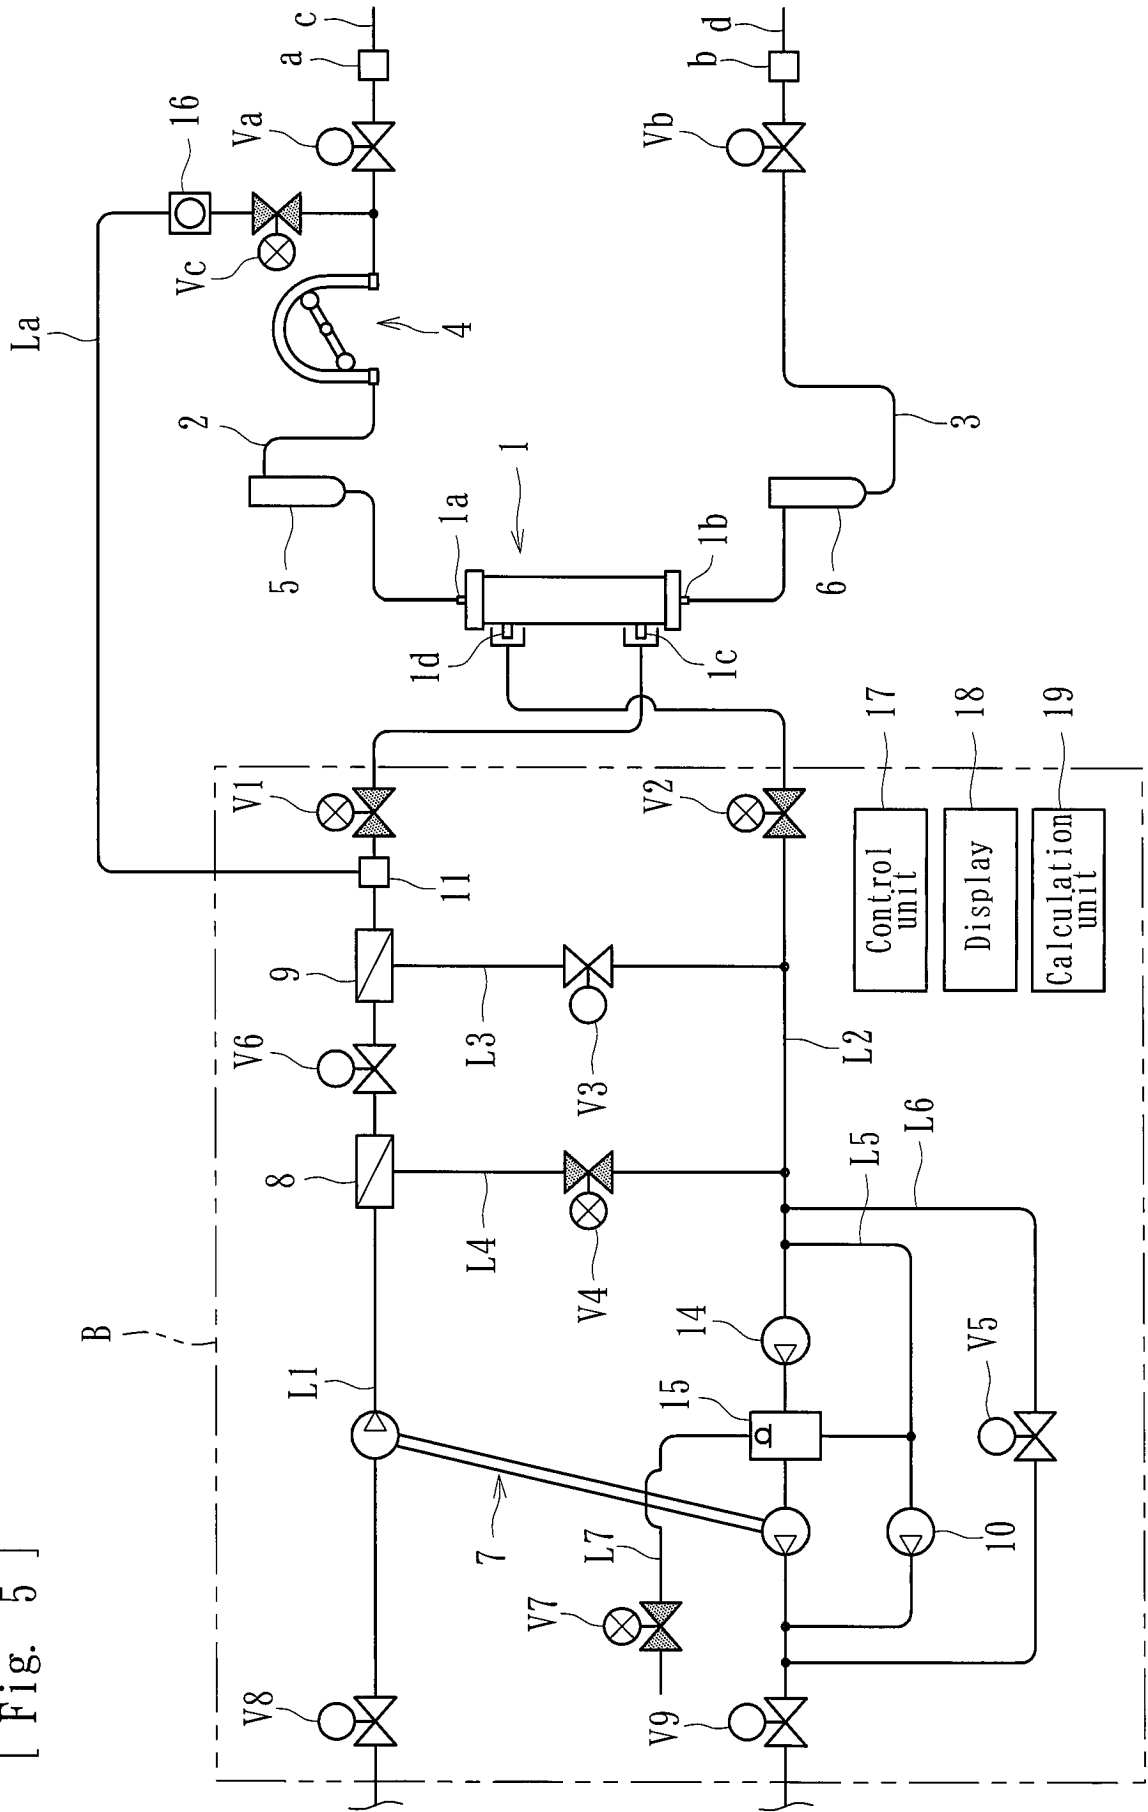 [ Fig. 5 ]
B
La
16
Vc
Va
a
c
2
4
5
1
1a
1d
1b
1c
6
3
Vb
b
d
V1
V2
11
9
V6
8
L3
V3
L4
V4
L2
L1
L5
L6
14
15
V5
7
L7
V7
10
V8
V9
17
Control
unit
18
Display
19
Calculation
unit